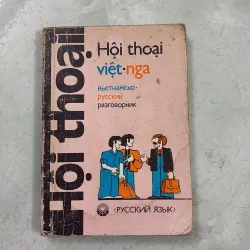 Hội thoại
Hội thoại
việt-nga
вьетнамско-
русский
разговорник
«РУССКИЙ ЯЗЫК»